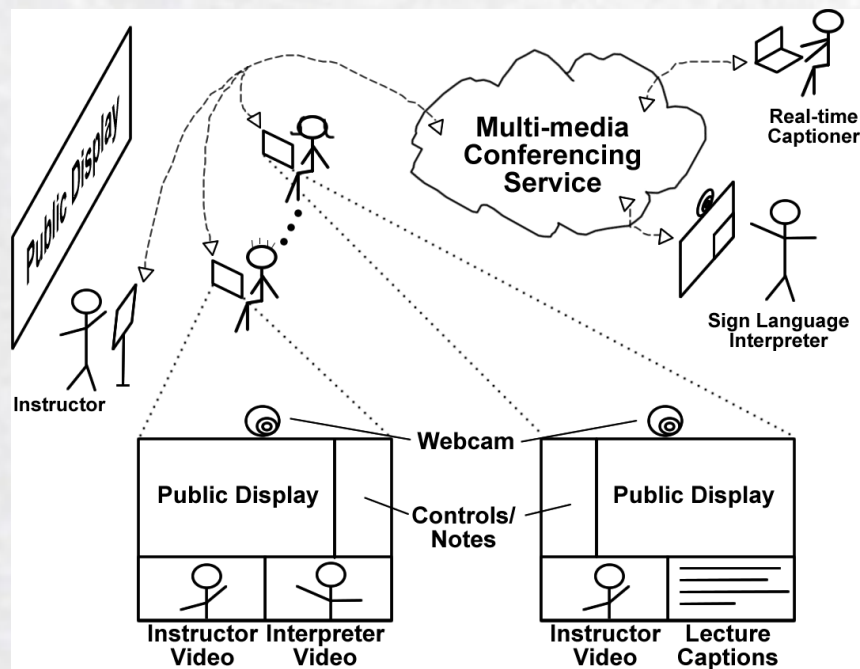 Public Display
Multi-media
Conferencing
Service
Real-time
Captioner
Sign Language
Interpreter
Instructor
Webcam
Public Display
Controls/
Notes
Public Display
Instructor
Video
Interpreter
Video
Instructor
Video
Lecture
Captions